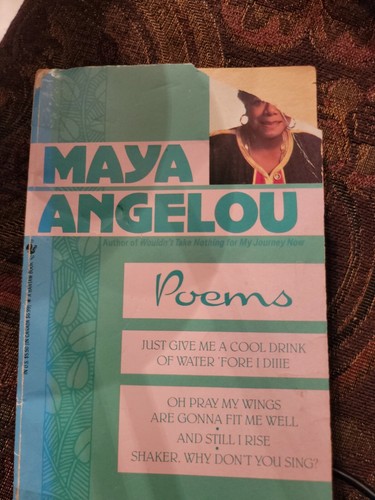 MAYA
ANGELOU
Author of Wouldn't Take Nothing for My Journey Now
Poems
JUST GIVE ME A COOL DRINK
OF WATER 'FORE I DIIIE
OH PRAY MY WINGS
ARE GONNA FIT ME WELL
•
AND STILL I RISE
•
SHAKER, WHY DON'T YOU SING?